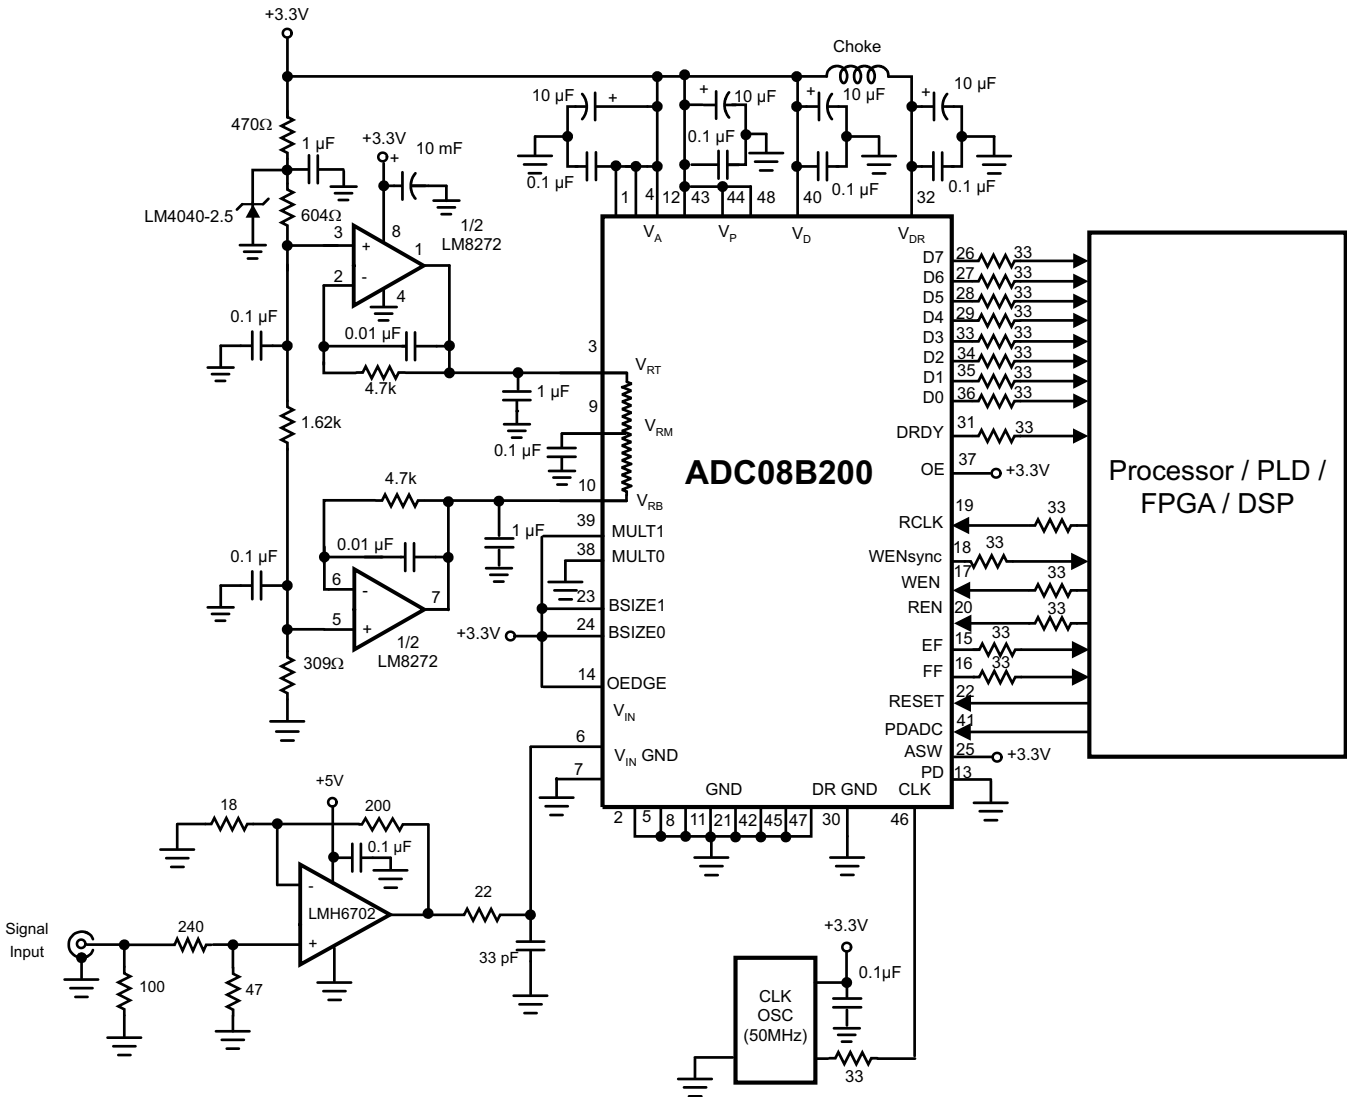 +3.3V
Choke
10 µF
+
+
10 µF
+
10 µF
+
10 µF
470Ω
1 µF
+3.3V
+
10 mF
0.1 µF
0.1 µF
0.1 µF
0.1 µF
LM4040-2.5
604Ω
1/2
LM8272
1
4
12
43
44
48
40
32
VA
VP
VD
VDR
3
+
8
1
2
-
4
0.1 µF
0.01 µF
4.7k
3
VRT
1 µF
9
VRM
0.1 µF
1.62k
ADC08B200
4.7k
10
VRB
1 µF
0.1 µF
0.01 µF
6
-
7
5
+
1/2
LM8272
309Ω
39
MULT1
38
MULT0
23
BSIZE1
+3.3V
24
BSIZE0
14
OEDGE
VIN
6
VIN GND
7
D7
26
33
D6
27
33
D5
28
33
D4
29
33
D3
33
33
D2
34
33
D1
35
33
D0
36
33
DRDY
31
33
OE
37
+3.3V
RCLK
19
33
WENsync
18
33
WEN
17
33
REN
20
33
EF
15
33
FF
16
33
RESET
22
PDADC
41
ASW
25
+3.3V
PD
13
Processor / PLD /
FPGA / DSP
GND
DR GND
CLK
2
5
8
11
21
42
45
47
30
46
+5V
18
200
0.1 µF
-
LMH6702
+
22
33 pF
Signal
Input
240
100
47
+3.3V
0.1µF
CLK
OSC
(50MHz)
33